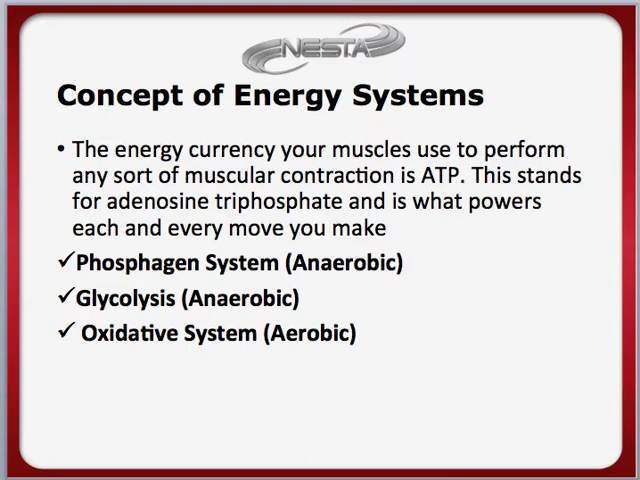 NESTA
Concept of Energy Systems
• The energy currency your muscles use to perform
any sort of muscular contraction is ATP. This stands
for adenosine triphosphate and is what powers
each and every move you make
✓Phosphagen System (Anaerobic)
✓Glycolysis (Anaerobic)
✓ Oxidative System (Aerobic)